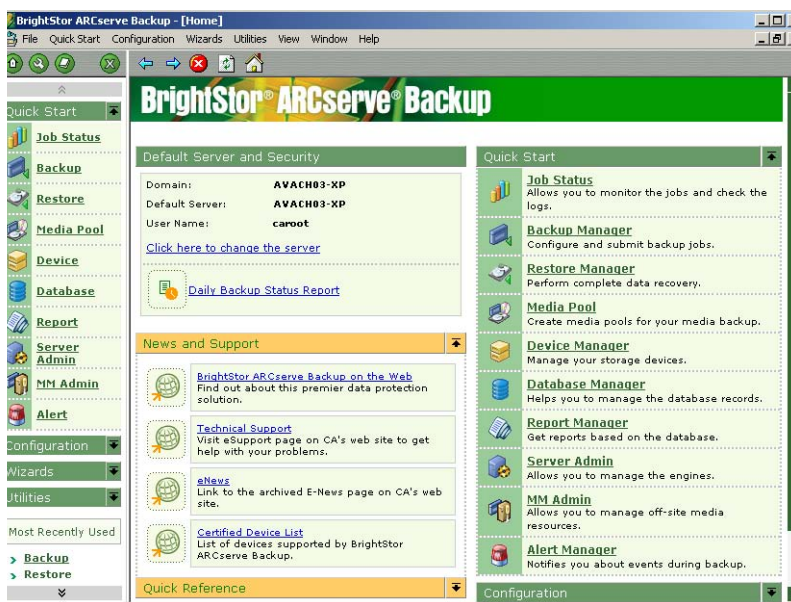 BrightStor ARCserve Backup - [Home]
File Quick Start Configuration Wizards Utilities View Window Help
Quick Start
Job Status
Backup
Restore
Media Pool
Device
Database
Report
Server
Admin
MM Admin
Alert
Configuration
Wizards
Utilities
Most Recently Used
Backup
Restore
BrightStor® ARCserve® Backup
Default Server and Security
Domain: AVACH03-XP
Default Server: AVACH03-XP
User Name: caroot
Click here to change the server
Daily Backup Status Report
News and Support
BrightStor ARCserve Backup on the Web
Find out about this premier data protection
solution.
Technical Support
Visit eSupport page on CA's web site to get
help with your problems.
eNews
Link to the archived E-News page on CA's web
site.
Certified Device List
List of devices supported by BrightStor
ARCserve Backup.
Quick Reference
Quick Start
Job Status
Allows you to monitor the jobs and check the
logs.
Backup Manager
Configure and submit backup jobs.
Restore Manager
Perform complete data recovery.
Media Pool
Create media pools for your media backup.
Device Manager
Manage your storage devices.
Database Manager
Helps you to manage the database records.
Report Manager
Get reports based on the database.
Server Admin
Allows you to manage the engines.
MM Admin
Allows you to manage off-site media
resources.
Alert Manager
Notifies you about events during backup.
Configuration